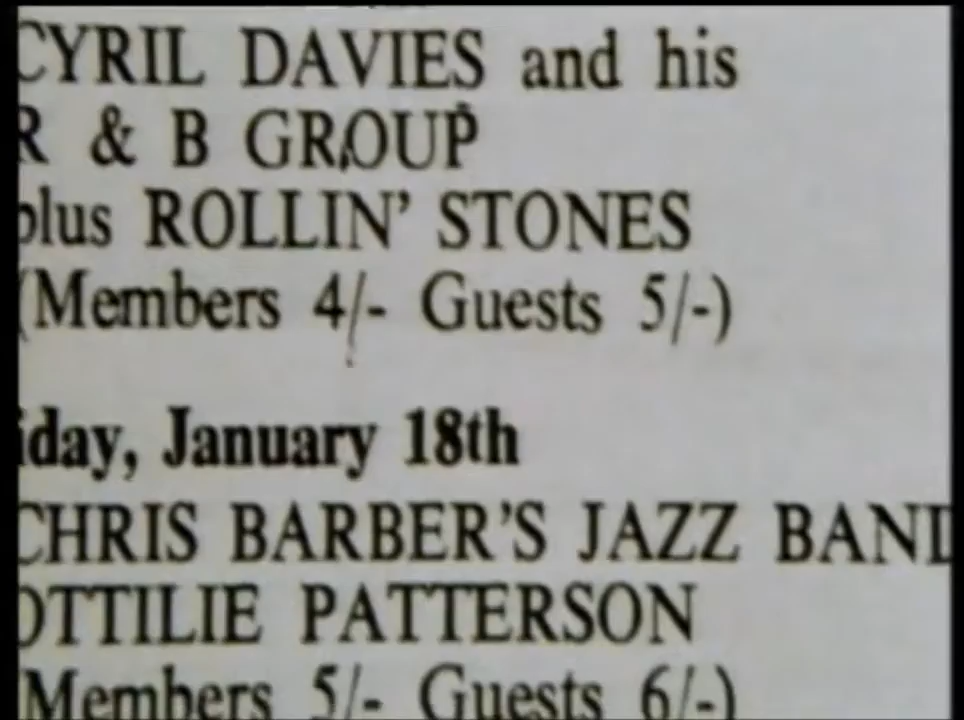 CYRIL DAVIES and his
R & B GROUP
plus ROLLIN' STONES
(Members 4/- Guests 5/-)
iday, January 18th
CHRIS BARBER'S JAZZ BAND
OTTILIE PATTERSON
(Members 5/- Guests 6/-)